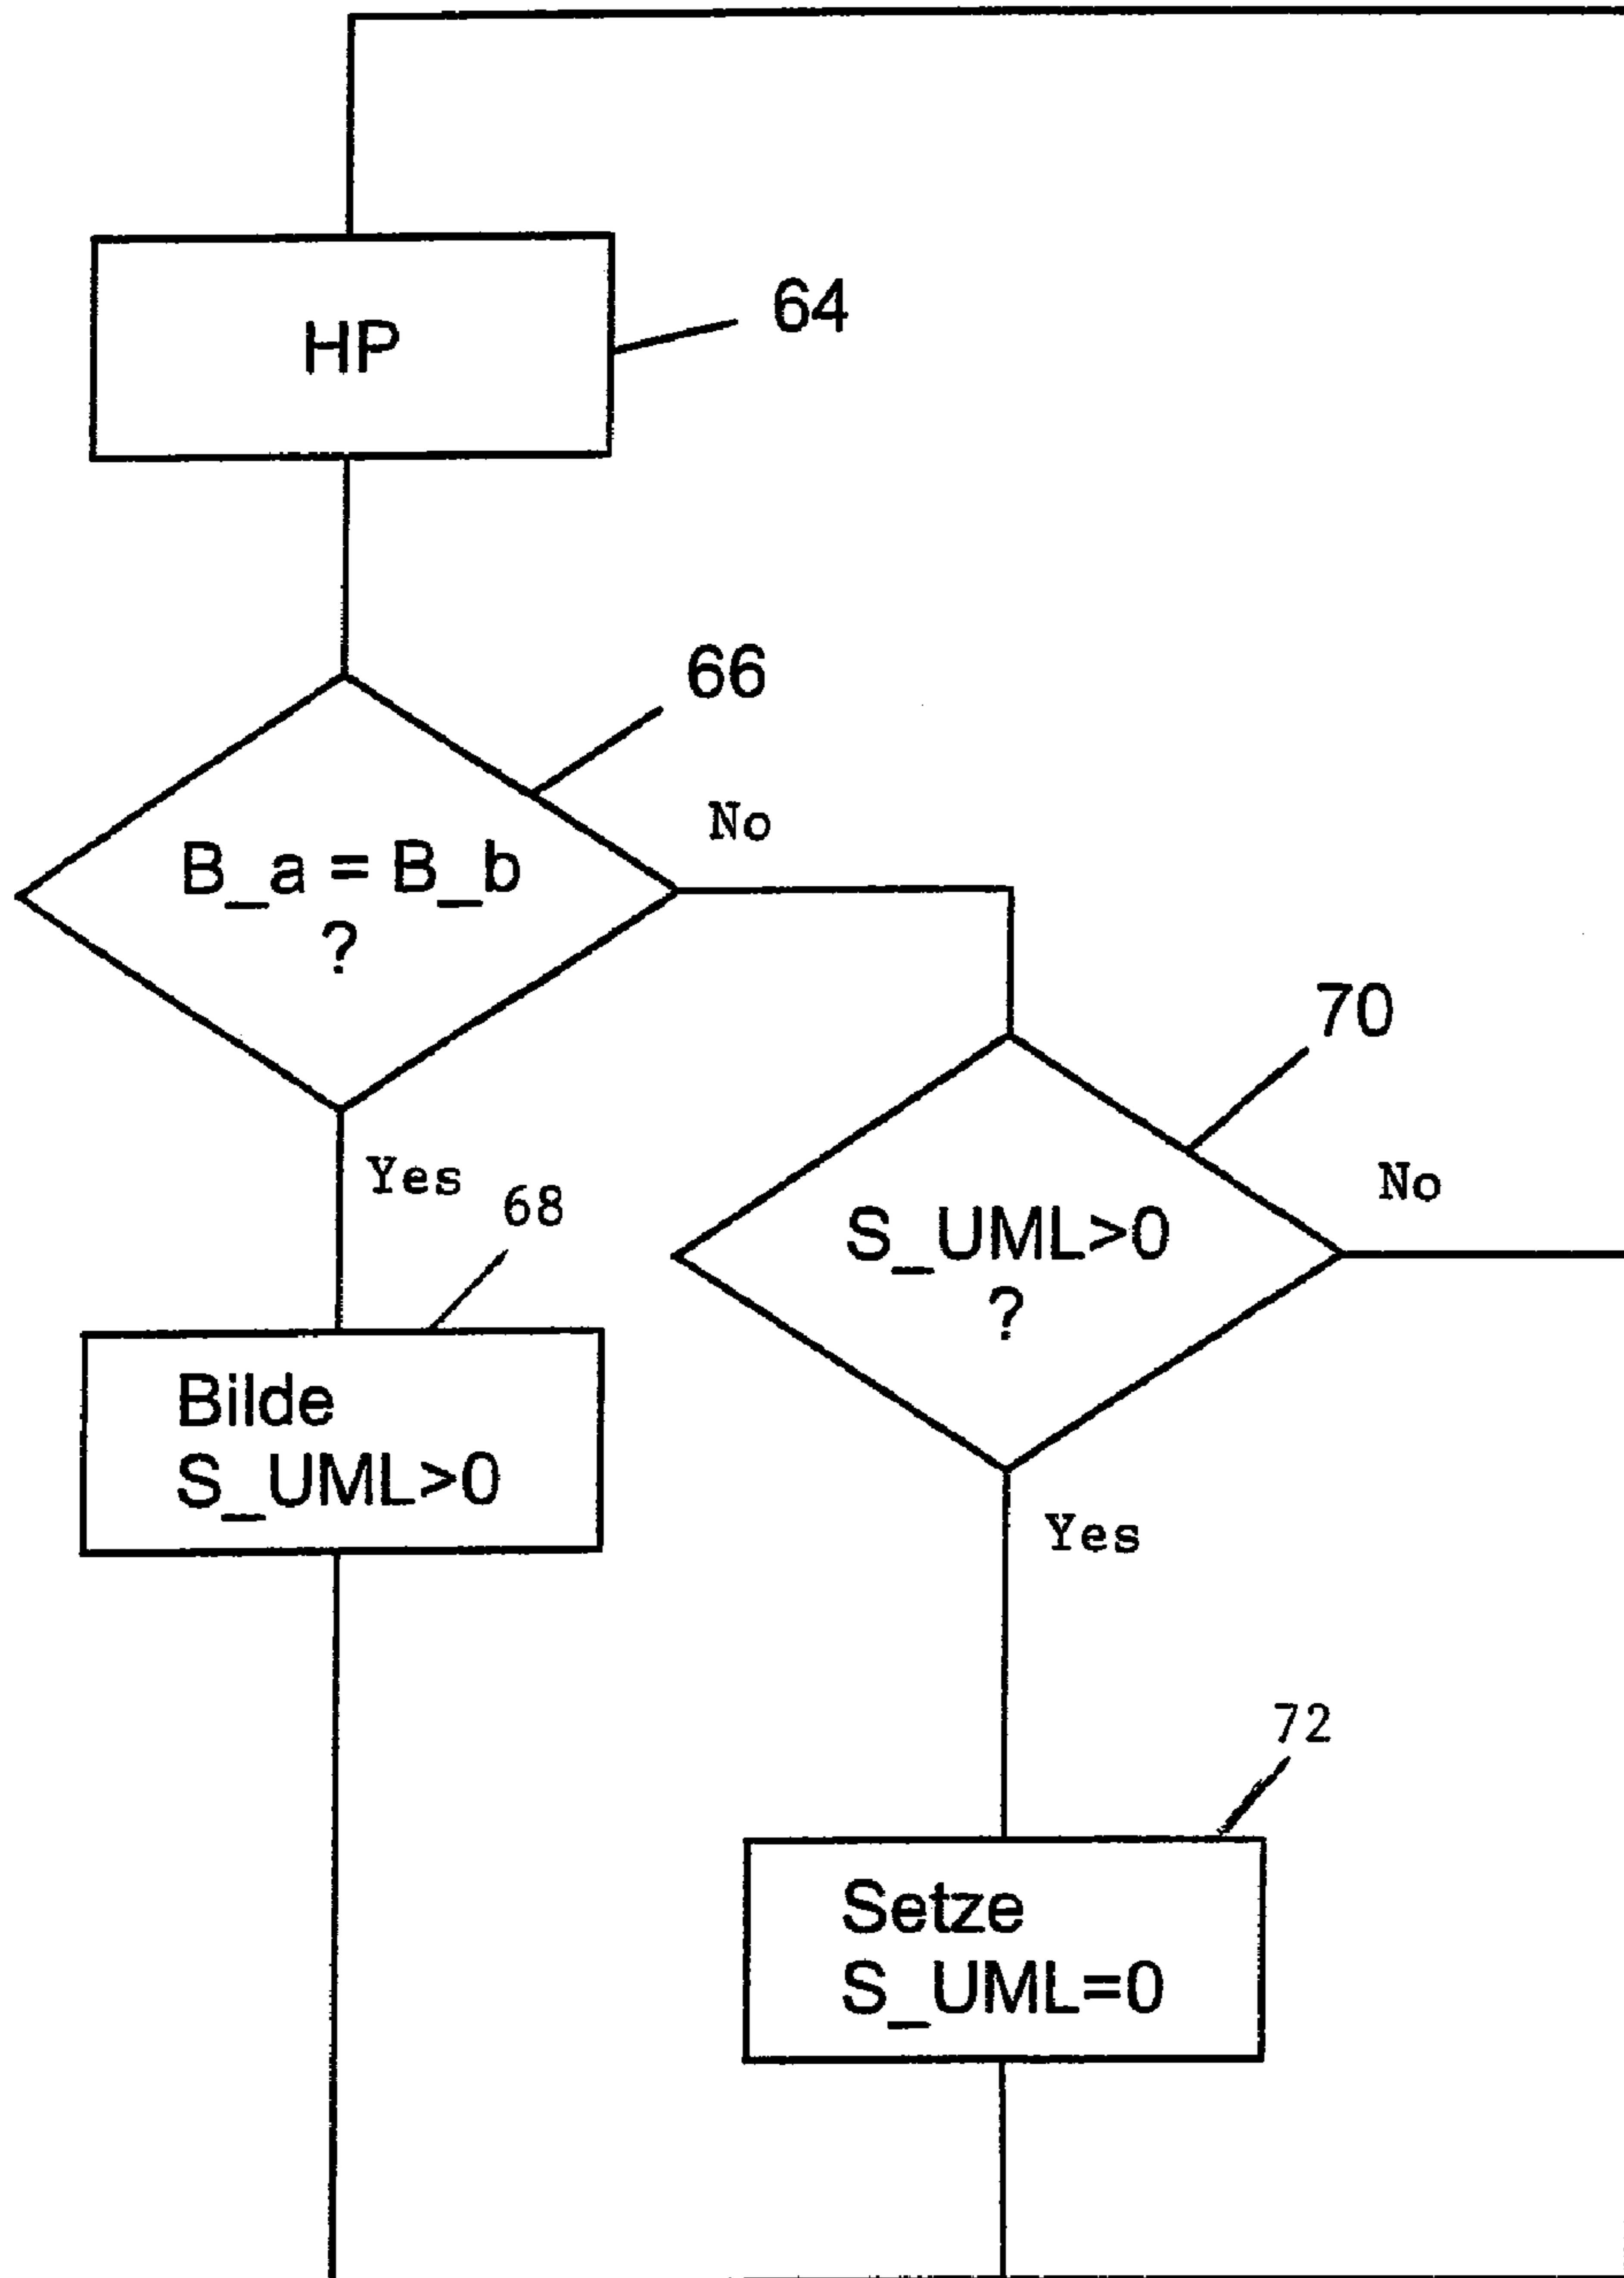 64
HP
66
No
B_a = B_b
?
70
Yes
68
No
S_UML>0
?
Bilde
S_UML>0
Yes
72
Setze
S_UML=0